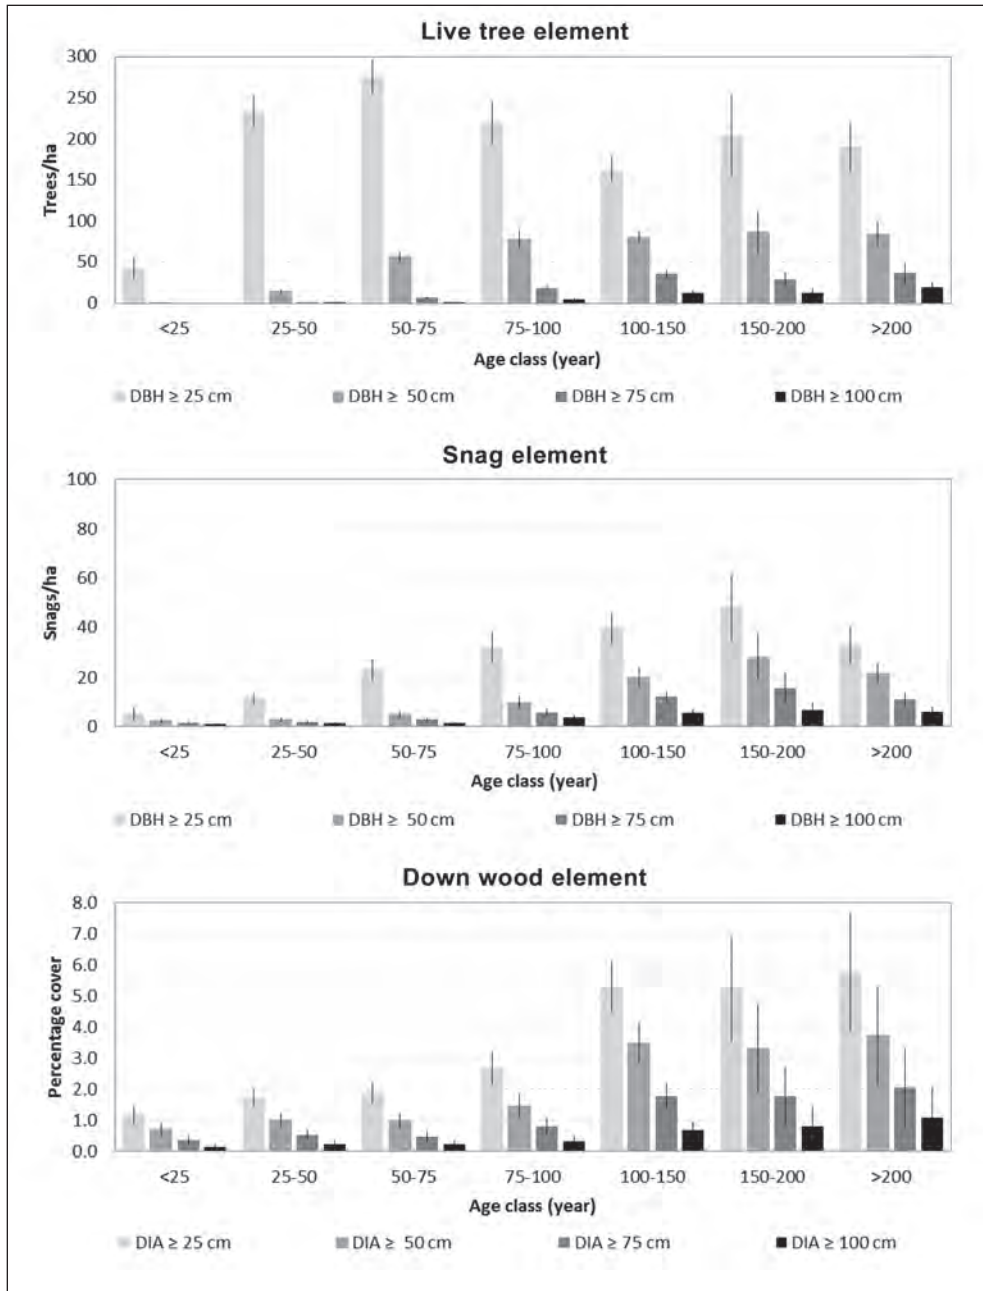 Live tree element
300
250
200
150
100
50
0
Trees/ha
<25 25-50 50-75 75-100 100-150 150-200 >200
Age class (year)
DBH ≥ 25 cm DBH ≥ 50 cm DBH ≥ 75 cm DBH ≥ 100 cm
Snag element
100
80
60
40
20
0
Snags/ha
<25 25-50 50-75 75-100 100-150 150-200 >200
Age class (year)
DBH ≥ 25 cm DBH ≥ 50 cm DBH ≥ 75 cm DBH ≥ 100 cm
Down wood element
8.0
7.0
6.0
5.0
4.0
3.0
2.0
1.0
0.0
Percentage cover
<25 25-50 50-75 75-100 100-150 150-200 >200
Age class (year)
DIA ≥ 25 cm DIA ≥ 50 cm DIA ≥ 75 cm DIA ≥ 100 cm